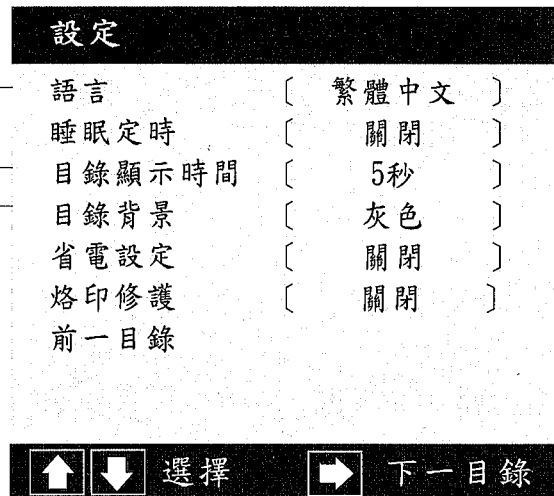 設定
語言 〔 繁體中文 〕
睡眠定時 〔 關閉 〕
目錄顯示時間 〔 5秒 〕
目錄背景 〔 灰色 〕
省電設定 〔 關閉 〕
烙印修護 〔 關閉 〕
前一目錄
選擇 下一目錄